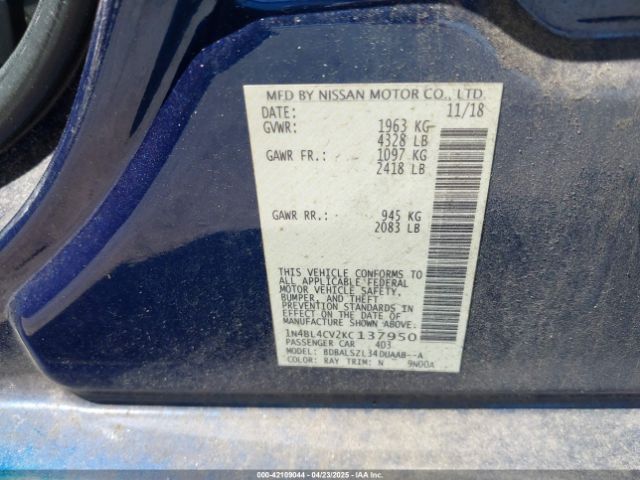 MFD BY NISSAN MOTOR CO., LTD.
DATE: 11/18
GVWR: 1963 KG
4328 LB
GAWR FR.: 1097 KG
2418 LB
GAWR RR.: 945 KG
2083 LB
THIS VEHICLE CONFORMS TO
ALL APPLICABLE FEDERAL
MOTOR VEHICLE SAFETY,
BUMPER, AND THEFT
PREVENTION STANDARDS IN
EFFECT ON THE DATE OF
MANUFACTURE SHOWN ABOVE.
1N4BL4CV2KC137950
PASSENGER CAR 4D3
MODEL: BDBALSZL34DUAAB--A
COLOR: RAY TRIM: N 9N00A
000-42109044 - 04/23/2025 - IAAI.COM